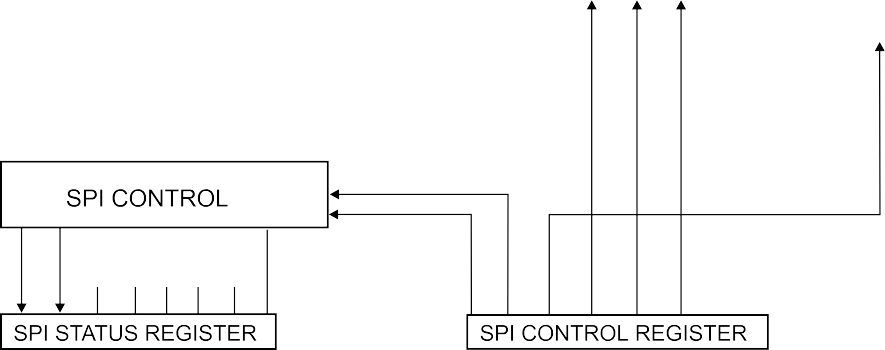 SPI CONTROL
SPI STATUS REGISTER
SPI CONTROL REGISTER